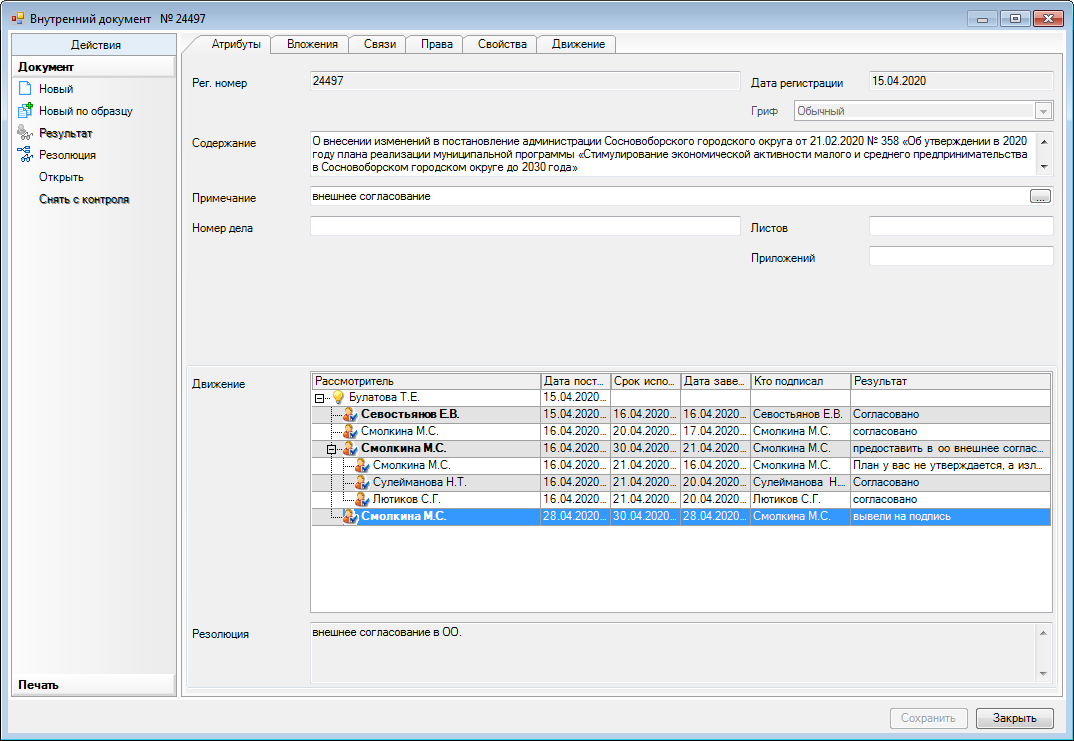 Внутренний документ № 24497
Действия
Документ
Новый
Новый по образцу
Результат
Резолюция
Открыть
Снять с контроля
Печать
Атрибуты Вложения Связи Права Свойства Движение
Рег. номер 24497 Дата регистрации 15.04.2020
Гриф Обычный
Содержание
О внесении изменений в постановление администрации Сосновоборского городского округа от 21.02.2020 № 358 «Об утверждении в 2020
году плана реализации муниципальной программы «Стимулирование экономической активности малого и среднего предпринимательства
в Сосновоборском городском округе до 2030 года»
Примечание внешнее согласование ...
Номер дела Листов
Приложений
Движение
Рассмотритель Дата пост... Срок испо... Дата заве... Кто подписал Результат
Булатова Т.Е. 15.04.2020...
Севостьянов Е.В. 15.04.2020... 16.04.2020... 16.04.2020... Севостьянов Е.В. Согласовано
Смолкина М.С. 16.04.2020... 20.04.2020... 17.04.2020... Смолкина М.С. согласовано
Смолкина М.С. 16.04.2020... 30.04.2020... 21.04.2020... Смолкина М.С. предоставить в оо внешнее соглас...
Смолкина М.С. 16.04.2020... 21.04.2020... 16.04.2020... Смолкина М.С. План у вас не утверждается, а изл...
Сулейманова Н.Т. 16.04.2020... 21.04.2020... 20.04.2020... Сулейманова Н... Согласовано
Лютиков С.Г. 16.04.2020... 21.04.2020... 20.04.2020... Лютиков С.Г. согласовано
Смолкина М.С. 28.04.2020... 30.04.2020... 28.04.2020... Смолкина М.С. вывели на подпись
Резолюция внешнее согласование в ОО.
Сохранить Закрыть